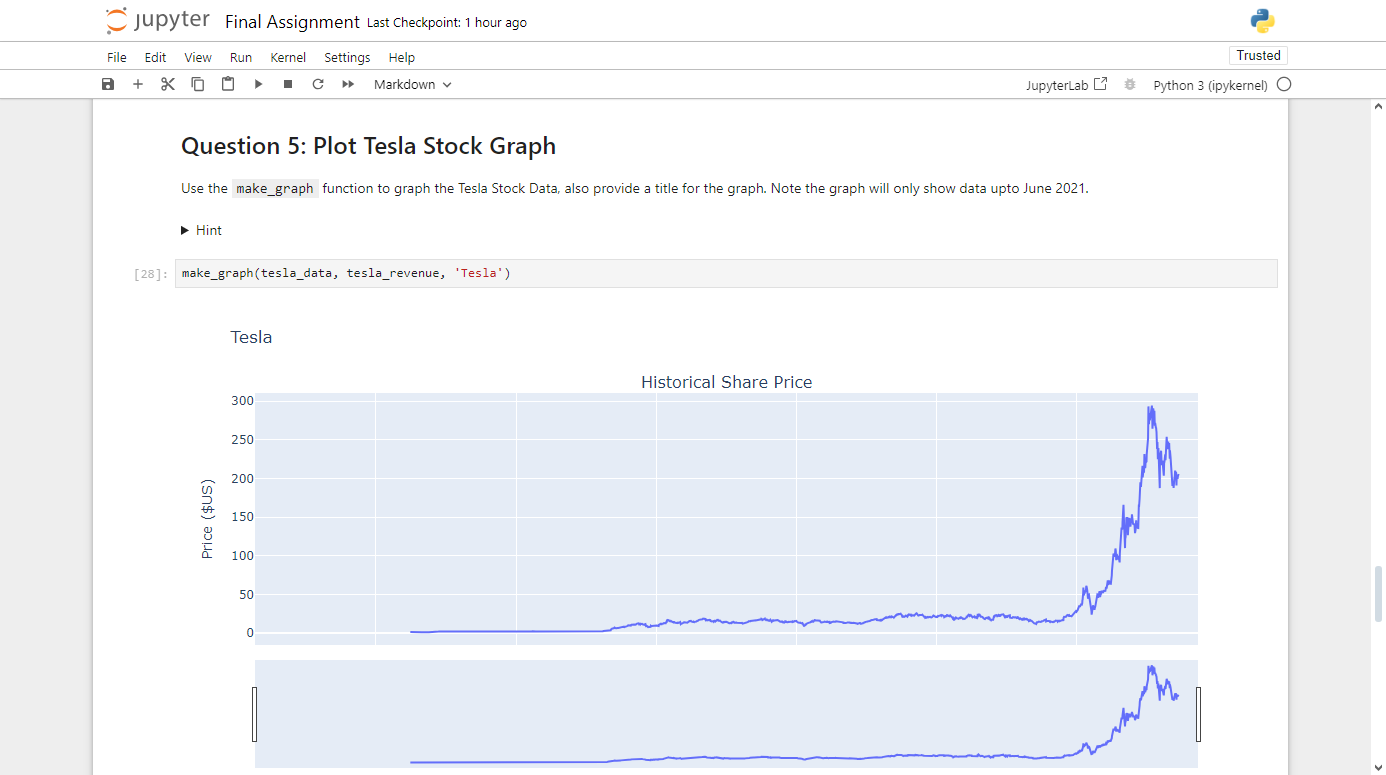 jupyter Final Assignment Last Checkpoint: 1 hour ago
File Edit View Run Kernel Settings Help Trusted
Markdown JupyterLab Python 3 (ipykernel)
Question 5: Plot Tesla Stock Graph
Use the make_graph function to graph the Tesla Stock Data, also provide a title for the graph. Note the graph will only show data upto June 2021.
Hint
[28]: make_graph(tesla_data, tesla_revenue, 'Tesla')
Tesla
Historical Share Price
300
250
200
150
100
50
0
Price ($US)